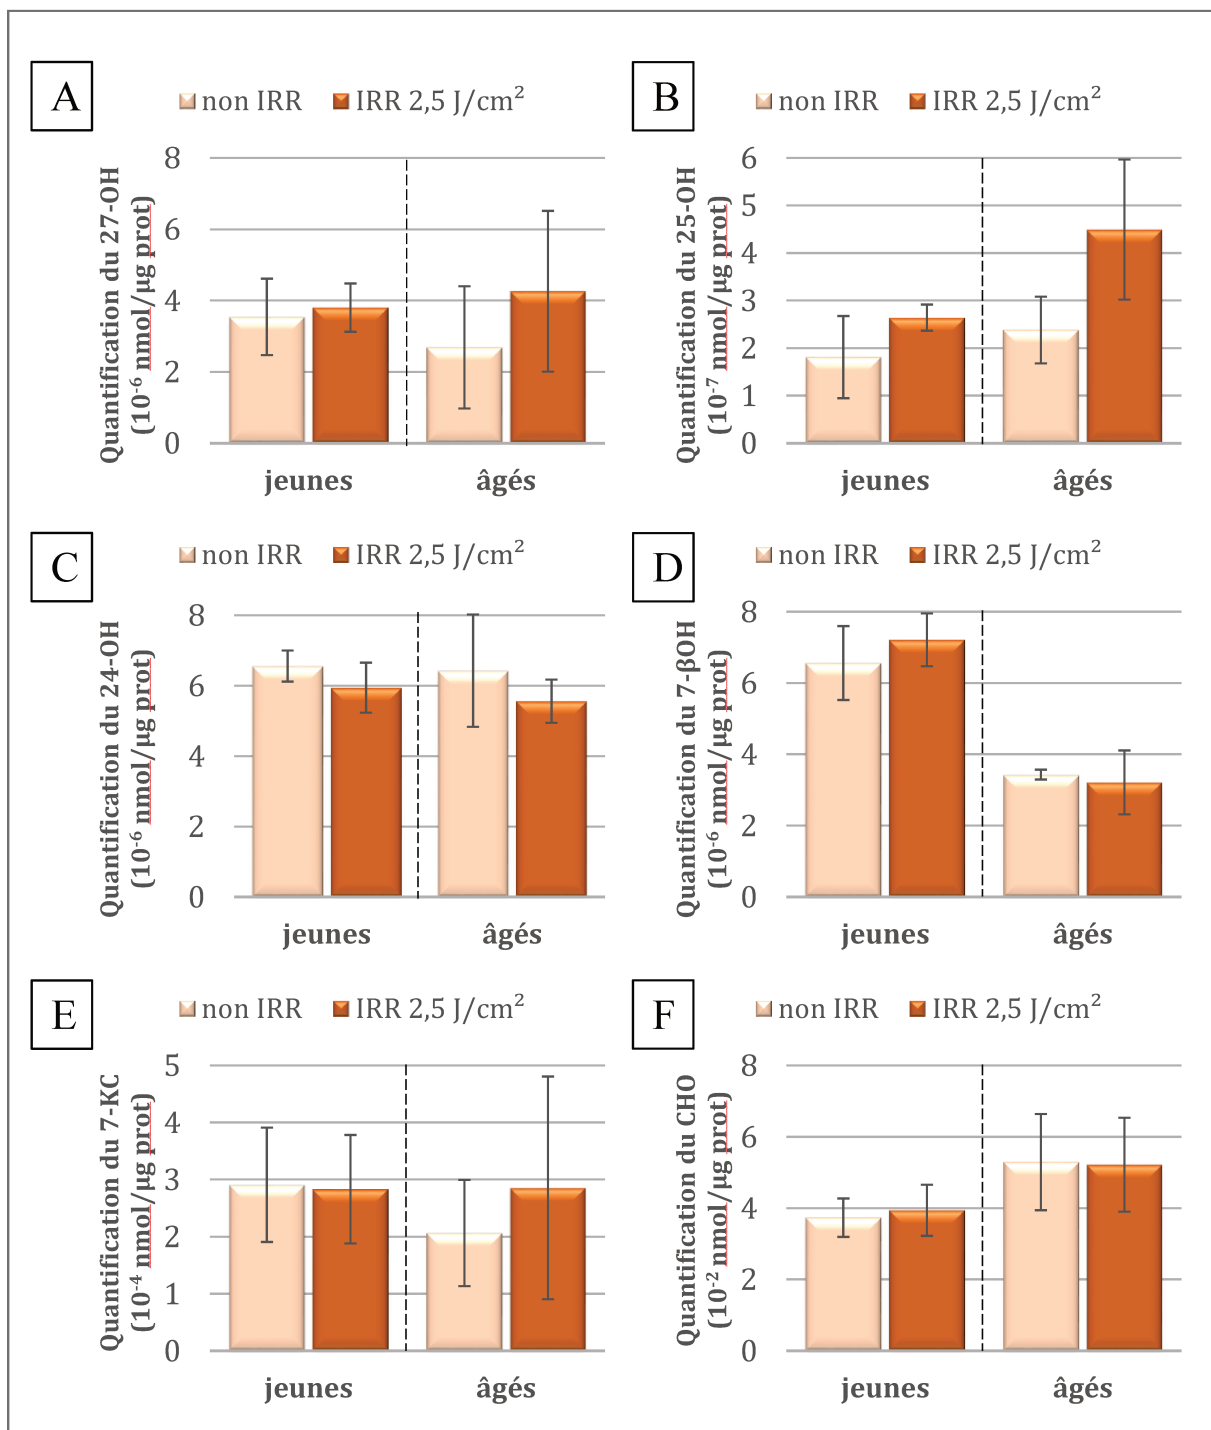 A
non IRR IRR 2,5 J/cm²
Quantification du 27-OH
(10⁻⁶ nmol/µg prot)
8
6
4
2
0
jeunes âgés
B
non IRR IRR 2,5 J/cm²
Quantification du 25-OH
(10⁻⁷ nmol/µg prot)
6
5
4
3
2
1
0
jeunes âgés
C
non IRR IRR 2,5 J/cm²
Quantification du 24-OH
(10⁻⁶ nmol/µg prot)
8
6
4
2
0
jeunes âgés
D
non IRR IRR 2,5 J/cm²
Quantification du 7-βOH
(10⁻⁶ nmol/µg prot)
8
6
4
2
0
jeunes âgés
E
non IRR IRR 2,5 J/cm²
Quantification du 7-KC
(10⁻⁴ nmol/µg prot)
5
4
3
2
1
0
jeunes âgés
F
non IRR IRR 2,5 J/cm²
Quantification du CHO
(10⁻² nmol/µg prot)
8
6
4
2
0
jeunes âgés